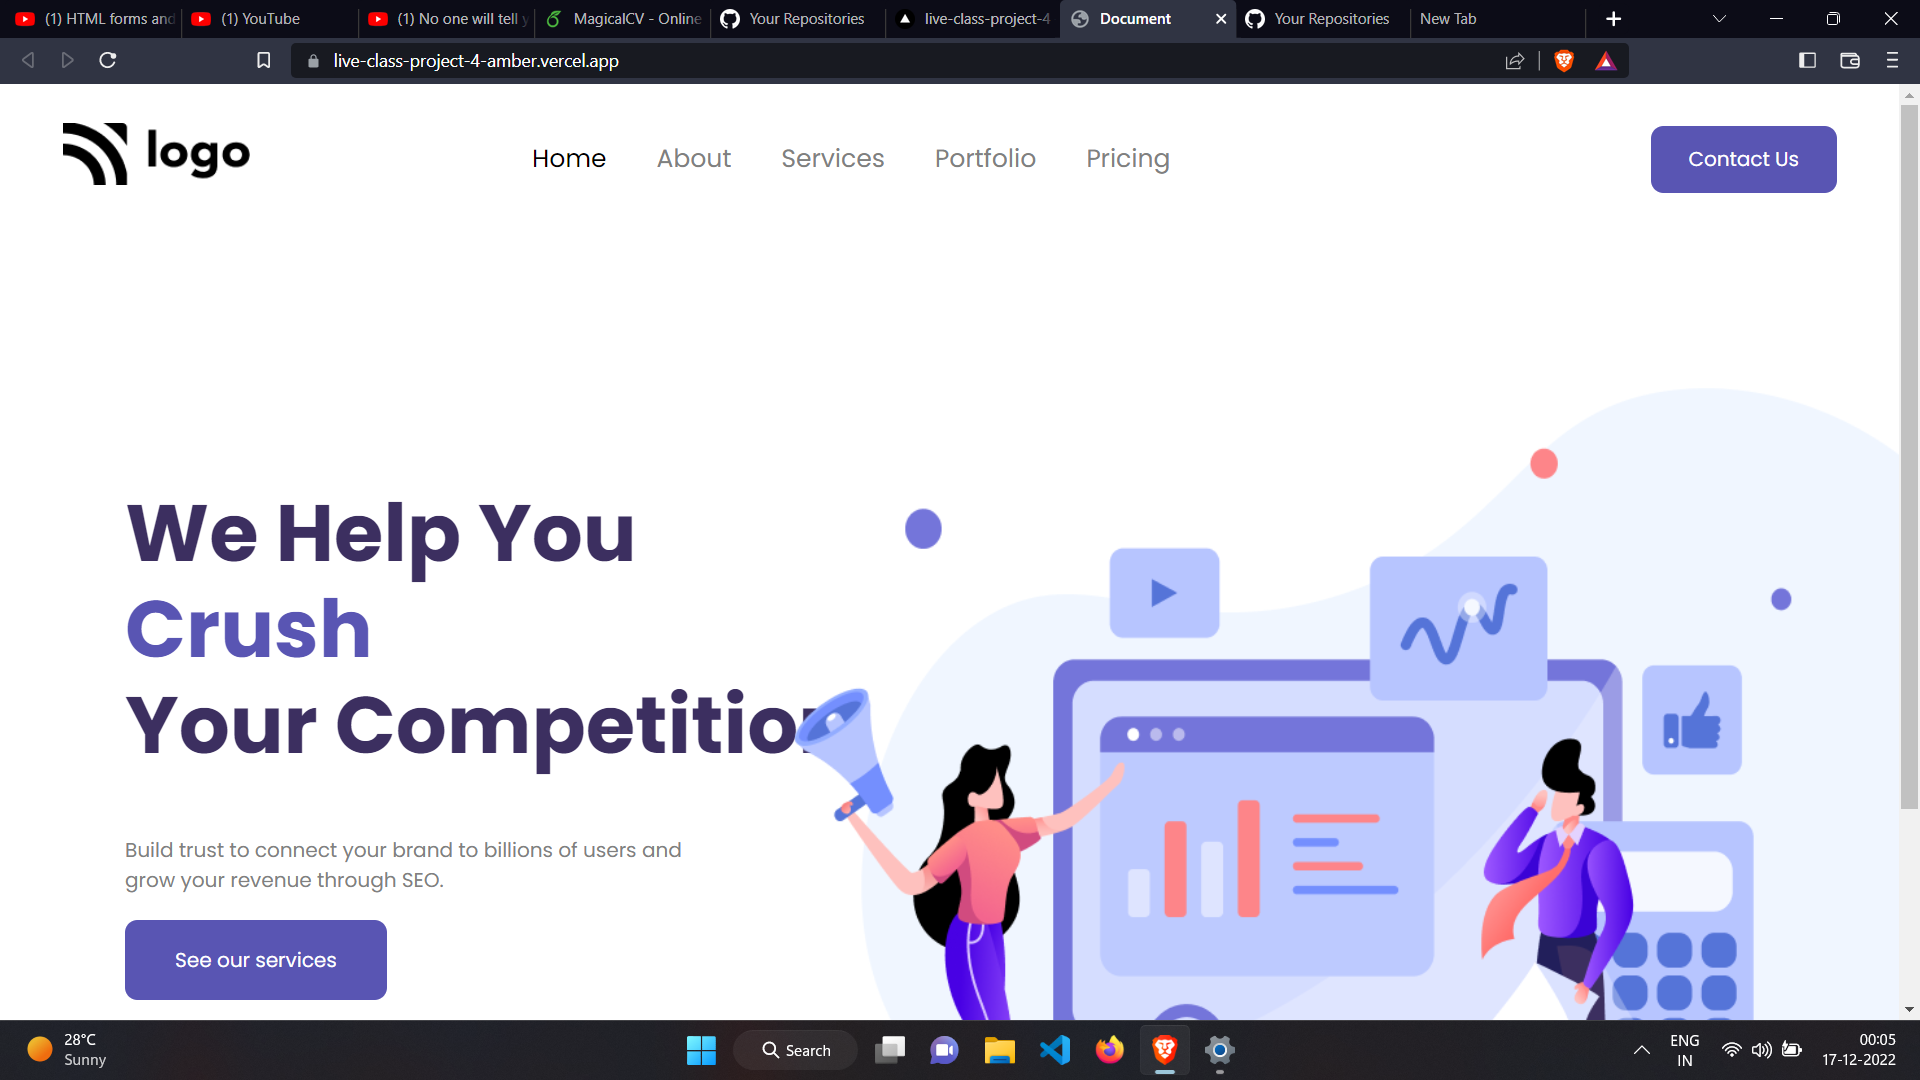 (1) HTML forms and
(1) YouTube
(1) No one will tell y
MagicalCV - Online
Your Repositories
live-class-project-4
Document
Your Repositories
New Tab
live-class-project-4-amber.vercel.app
logo
Home
About
Services
Portfolio
Pricing
Contact Us
We Help You
Crush
Your Competition
Build trust to connect your brand to billions of users and
grow your revenue through SEO.
See our services
28°C
Sunny
Search
ENG
IN
00:05
17-12-2022